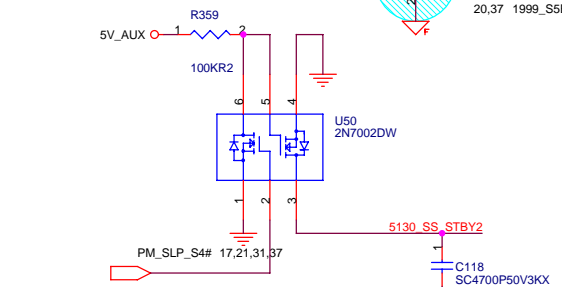 20,37 1999_S5
F
2
R359
5V_AUX
1
2
100KR2
6
5
4
U50
2N7002DW
1
2
3
5130_SS_STBY2
PM_SLP_S4# 17,21,31,37
1
C118
SC4700P50V3KX